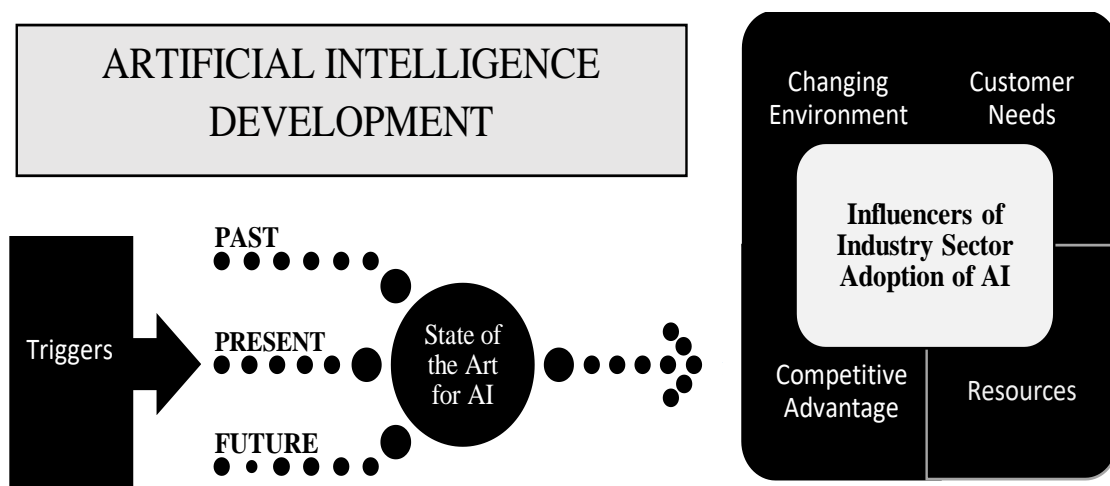 ARTIFICIAL INTELLIGENCE
DEVELOPMENT
Triggers
PAST
PRESENT
FUTURE
State of
the Art
for AI
Changing
Environment
Customer
Needs
Influencers of
Industry Sector
Adoption of AI
Competitive
Advantage
Resources